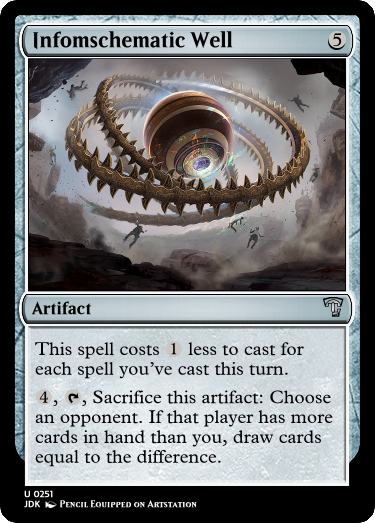 Infomschematic Well 5
Artifact
This spell costs 1 less to cast for
each spell you've cast this turn.
4, , Sacrifice this artifact: Choose
an opponent. If that player has more
cards in hand than you, draw cards
equal to the difference.
U 0251
JDK Pencil Equipped on Artstation